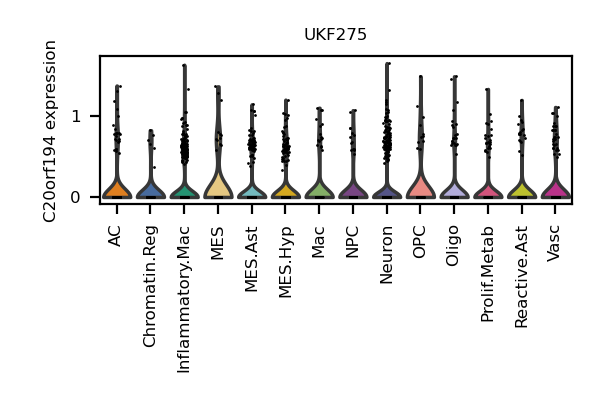 UKF275
C20orf194 expression
1
0
AC
Chromatin.Reg
Inflammatory.Mac
MES
MES.Ast
MES.Hyp
Mac
NPC
Neuron
OPC
Oligo
Prolif.Metab
Reactive.Ast
Vasc